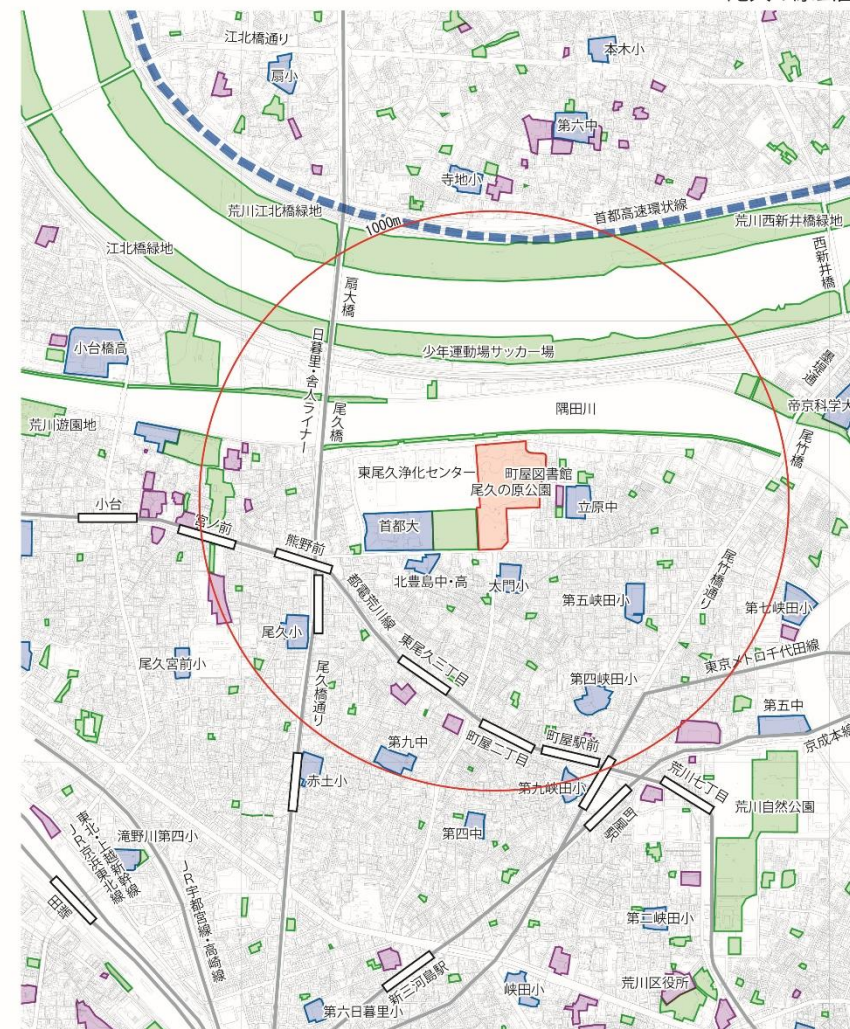 江北橋通り
本木小
扇小
第六中
寺地小
首都高速環状線
荒川江北橋緑地
1000m
荒川西新井橋緑地
江北橋緑地
西新井橋
扇大橋
小台橋高
日暮里・舎人ライナー
少年運動場サッカー場
墨堤通
帝京科学大
荒川遊園地
尾久橋
隅田川
尾竹橋
東尾久浄化センター
町屋図書館
尾久の原公園
立原中
小台
宮ノ前
首都大
熊野前
北豊島中・高
太門小
都電荒川線
第五峡田小
尾竹橋通り
第七峡田小
尾久小
尾久宮前小
東尾久三丁目
東京メトロ千代田線
第四峡田小
尾久橋通り
第五中
町屋二丁目
町屋駅前
京成本線
第九中
赤土小
第九峡田小
荒川七丁目
荒川自然公園
町屋駅
第四中
滝野川第四小
東北・上越新幹線
JR京浜東北線
JR宇都宮線・高崎線
田端
第二峡田小
新三河島駅
峡田小
荒川区役所
第六日暮里小